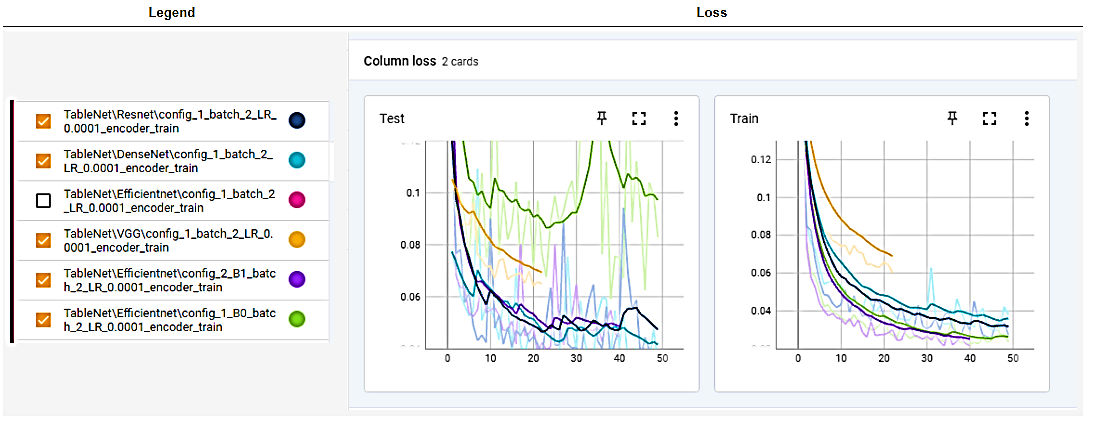 Legend Loss
Column loss 2 cards
TableNet\Resnet\config_1_batch_2_LR_
0.0001_encoder_train
TableNet\DenseNet\config_1_batch_2_
LR_0.0001_encoder_train
TableNet\Efficientnet\config_1_batch_2
_LR_0.0001_encoder_train
TableNet\VGG\config_1_batch_2_LR_0.
0001_encoder_train
TableNet\Efficientnet\config_2_B1_batc
h_2_LR_0.0001_encoder_train
TableNet\Efficientnet\config_1_B0_batc
h_2_LR_0.0001_encoder_train
Test
0.1
0.08
0.06
0 10 20 30 40 50
Train
0.12
0.1
0.08
0.06
0.04
0 10 20 30 40 50